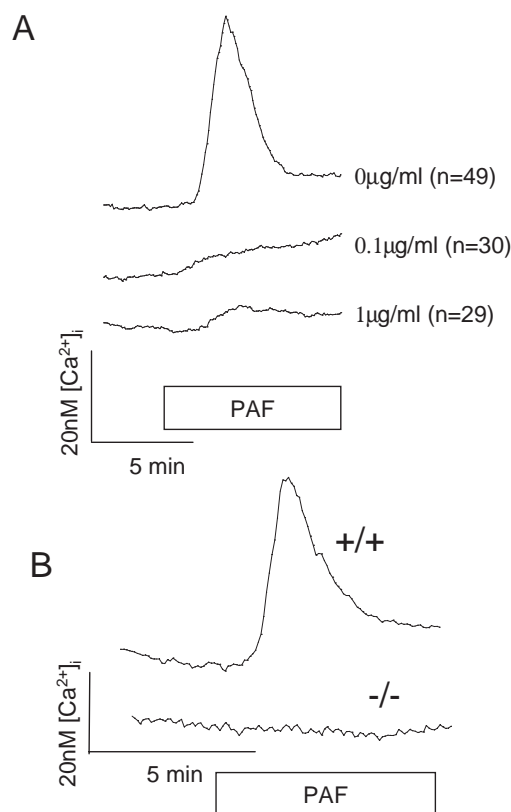 A
0μg/ml (n=49)
0.1μg/ml (n=30)
1μg/ml (n=29)
20nM [Ca²⁺]ᵢ
PAF
5 min
B
+/+
-/-
20nM [Ca²⁺]ᵢ
5 min
PAF